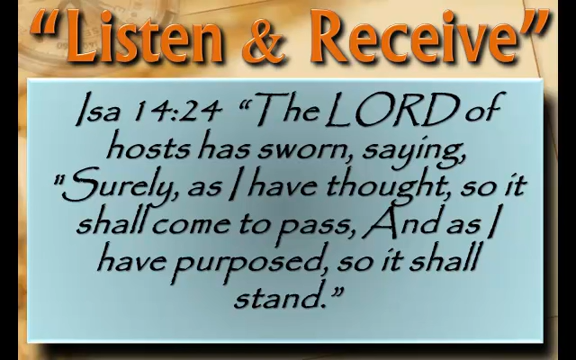 “Listen & Receive”
Isa 14:24 “The LORD of
hosts has sworn, saying,
"Surely, as I have thought, so it
shall come to pass, And as I
have purposed, so it shall
stand.”